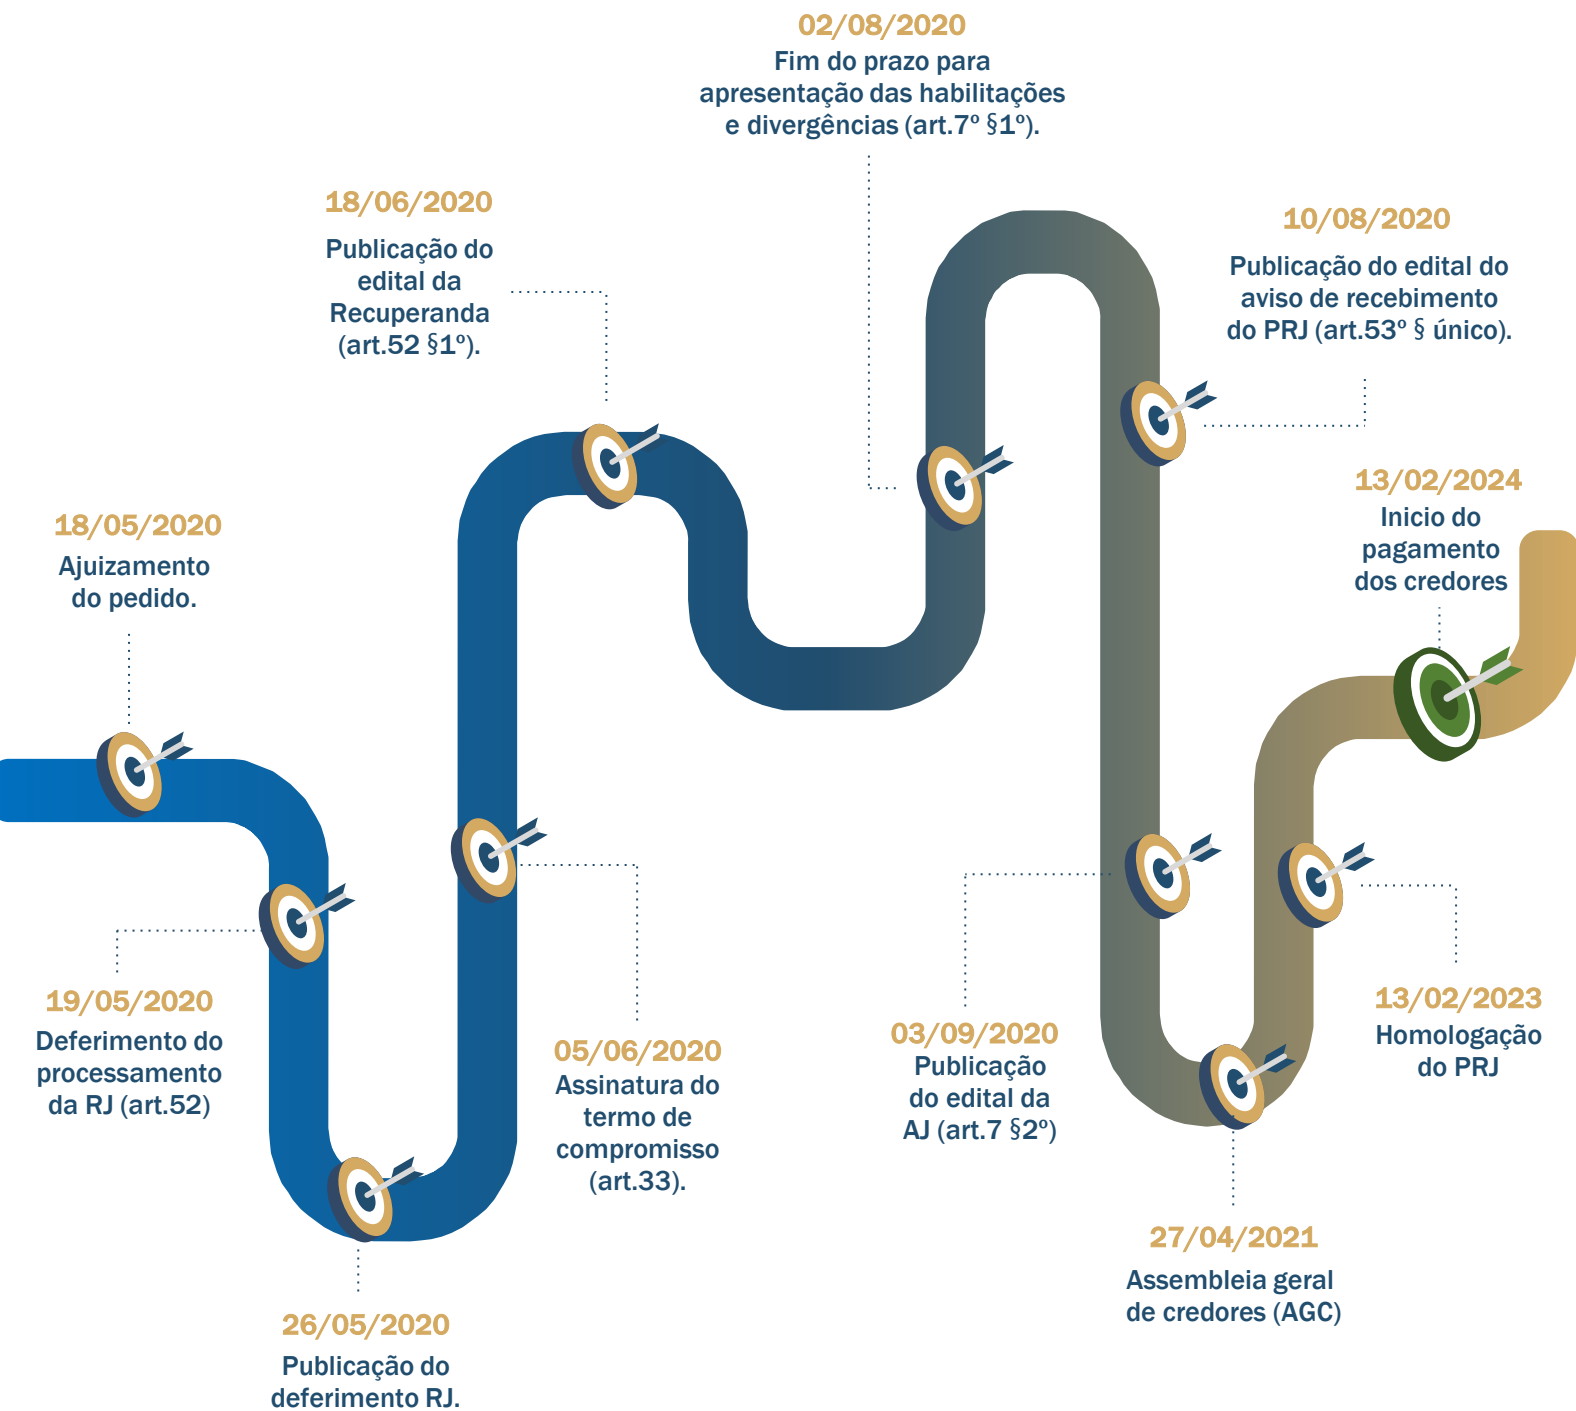 18/05/2020
Ajuizamento
do pedido.
19/05/2020
Deferimento do
processamento
da RJ (art.52)
26/05/2020
Publicação do
deferimento RJ.
05/06/2020
Assinatura do
termo de
compromisso
(art.33).
18/06/2020
Publicação do
edital da
Recuperanda
(art.52 §1º).
02/08/2020
Fim do prazo para
apresentação das habilitações
e divergências (art.7º §1º).
10/08/2020
Publicação do edital do
aviso de recebimento
do PRJ (art.53º § único).
03/09/2020
Publicação
do edital da
AJ (art.7 §2º)
27/04/2021
Assembleia geral
de credores (AGC)
13/02/2023
Homologação
do PRJ
13/02/2024
Inicio do
pagamento
dos credores